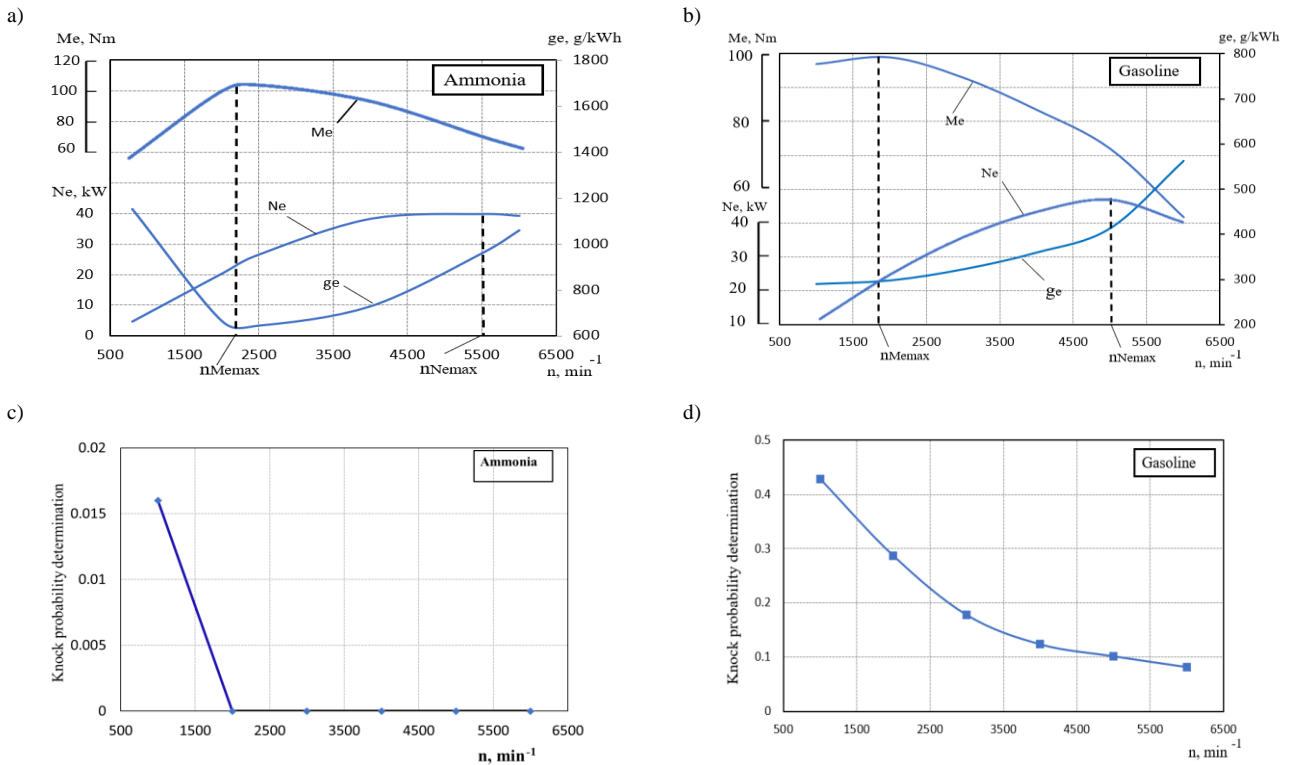 a)
Me, Nm
ge, g/kWh
120
100
80
60
Ne, kW
40
30
20
10
0
1800
1600
1400
1200
1000
800
600
Ammonia
Me
Ne
ge
500 1500 2500 3500 4500 5500 6500
nMemax
nNemax
n, min-1
b)
Me, Nm
ge, g/kWh
100
80
60
Ne, kW
40
30
20
10
800
700
600
500
400
300
200
Gasoline
Me
Ne
ge
500 1500 2500 3500 4500 5500 6500
nMemax
nNemax
n, min-1
c)
Knock probability determination
0.02
0.015
0.01
0.005
0
Ammonia
500 1500 2500 3500 4500 5500 6500
n, min-1
d)
Knock probability determination
0.5
0.4
0.3
0.2
0.1
0
Gasoline
500 1500 2500 3500 4500 5500 6500
n, min-1